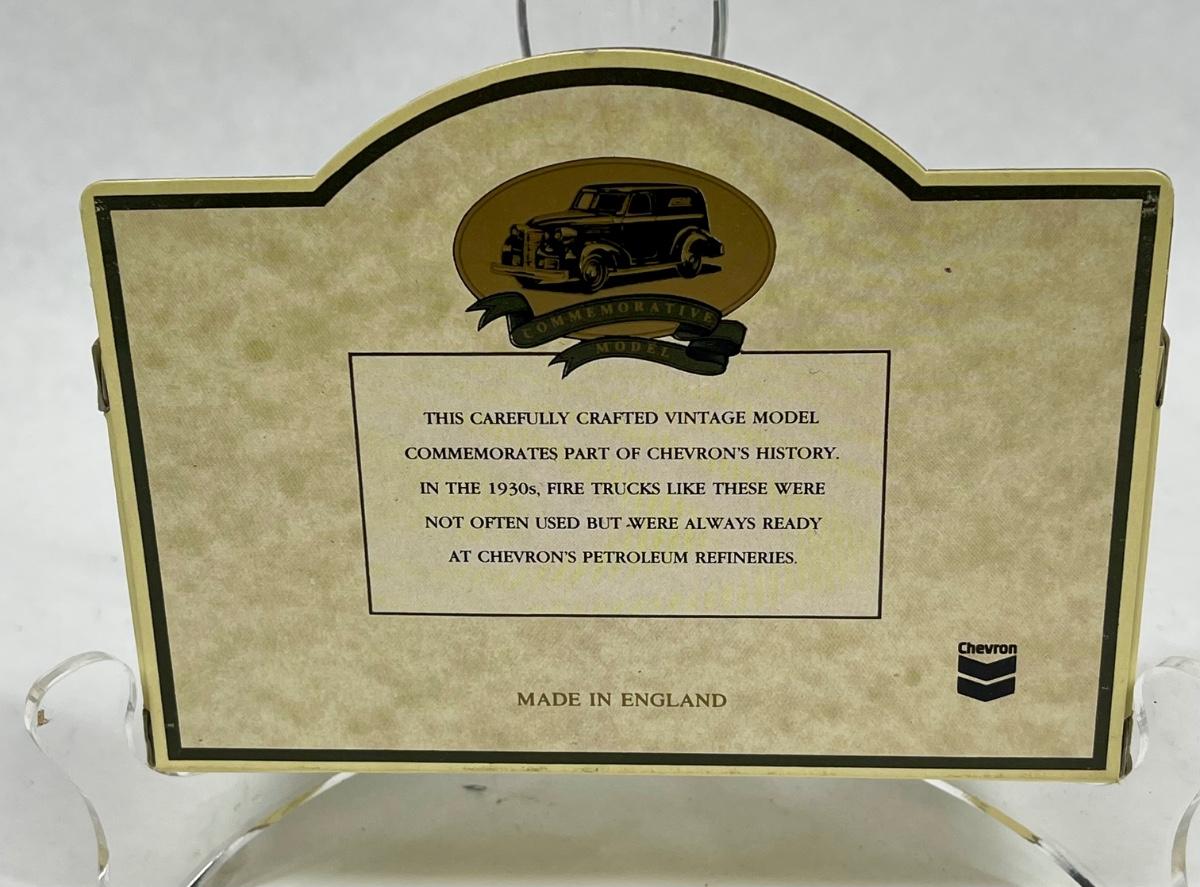 COMMEMORATIVE
MODEL
THIS CAREFULLY CRAFTED VINTAGE MODEL
COMMEMORATES PART OF CHEVRON'S HISTORY.
IN THE 1930s, FIRE TRUCKS LIKE THESE WERE
NOT OFTEN USED BUT WERE ALWAYS READY
AT CHEVRON'S PETROLEUM REFINERIES.
Chevron
MADE IN ENGLAND